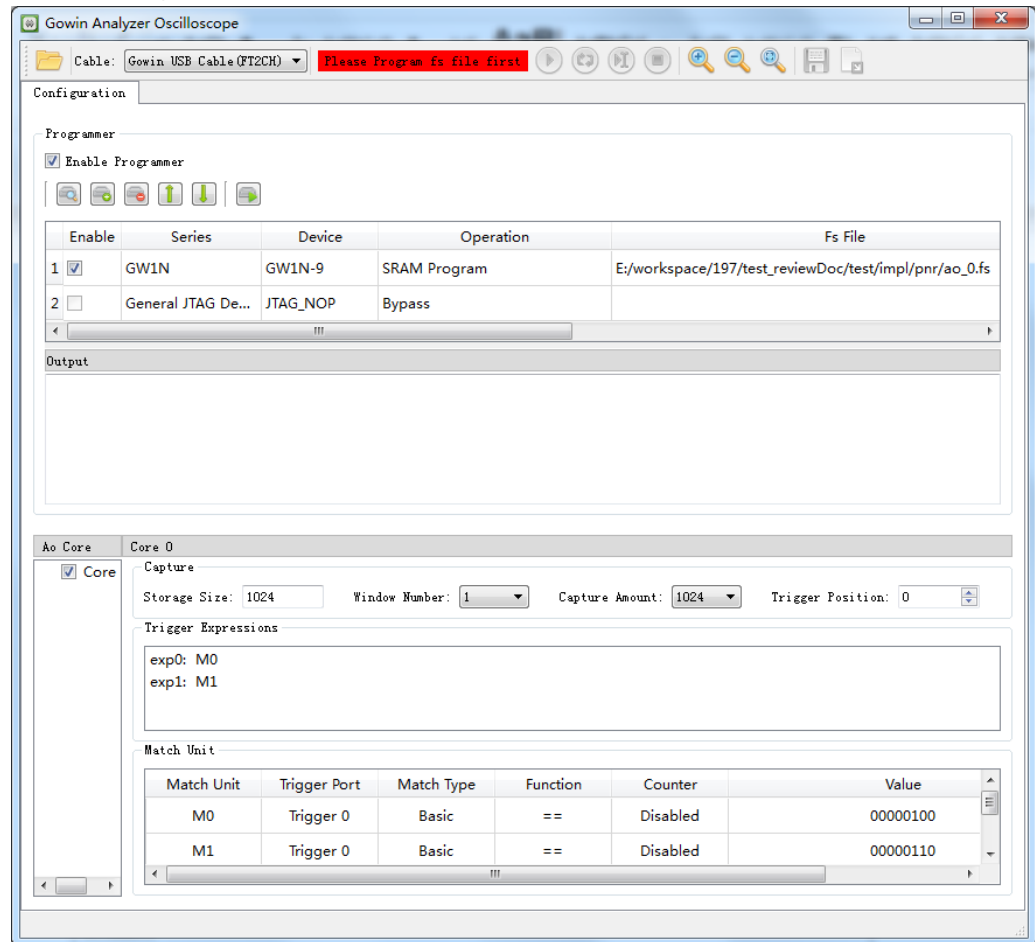 Gowin Analyzer Oscilloscope
Cable: Gowin USB Cable(FT2CH) Please Program fs file first
Configuration
Programmer
Enable Programmer
Enable Series Device Operation Fs File
1 GW1N GW1N-9 SRAM Program E:/workspace/197/test_reviewDoc/test/impl/pnr/ao_0.fs
2 General JTAG De... JTAG_NOP Bypass
Output
Ao Core Core 0
Core
Capture
Storage Size: 1024 Window Number: 1 Capture Amount: 1024 Trigger Position: 0
Trigger Expressions
exp0: M0
exp1: M1
Match Unit
Match Unit Trigger Port Match Type Function Counter Value
M0 Trigger 0 Basic == Disabled 00000100
M1 Trigger 0 Basic == Disabled 00000110